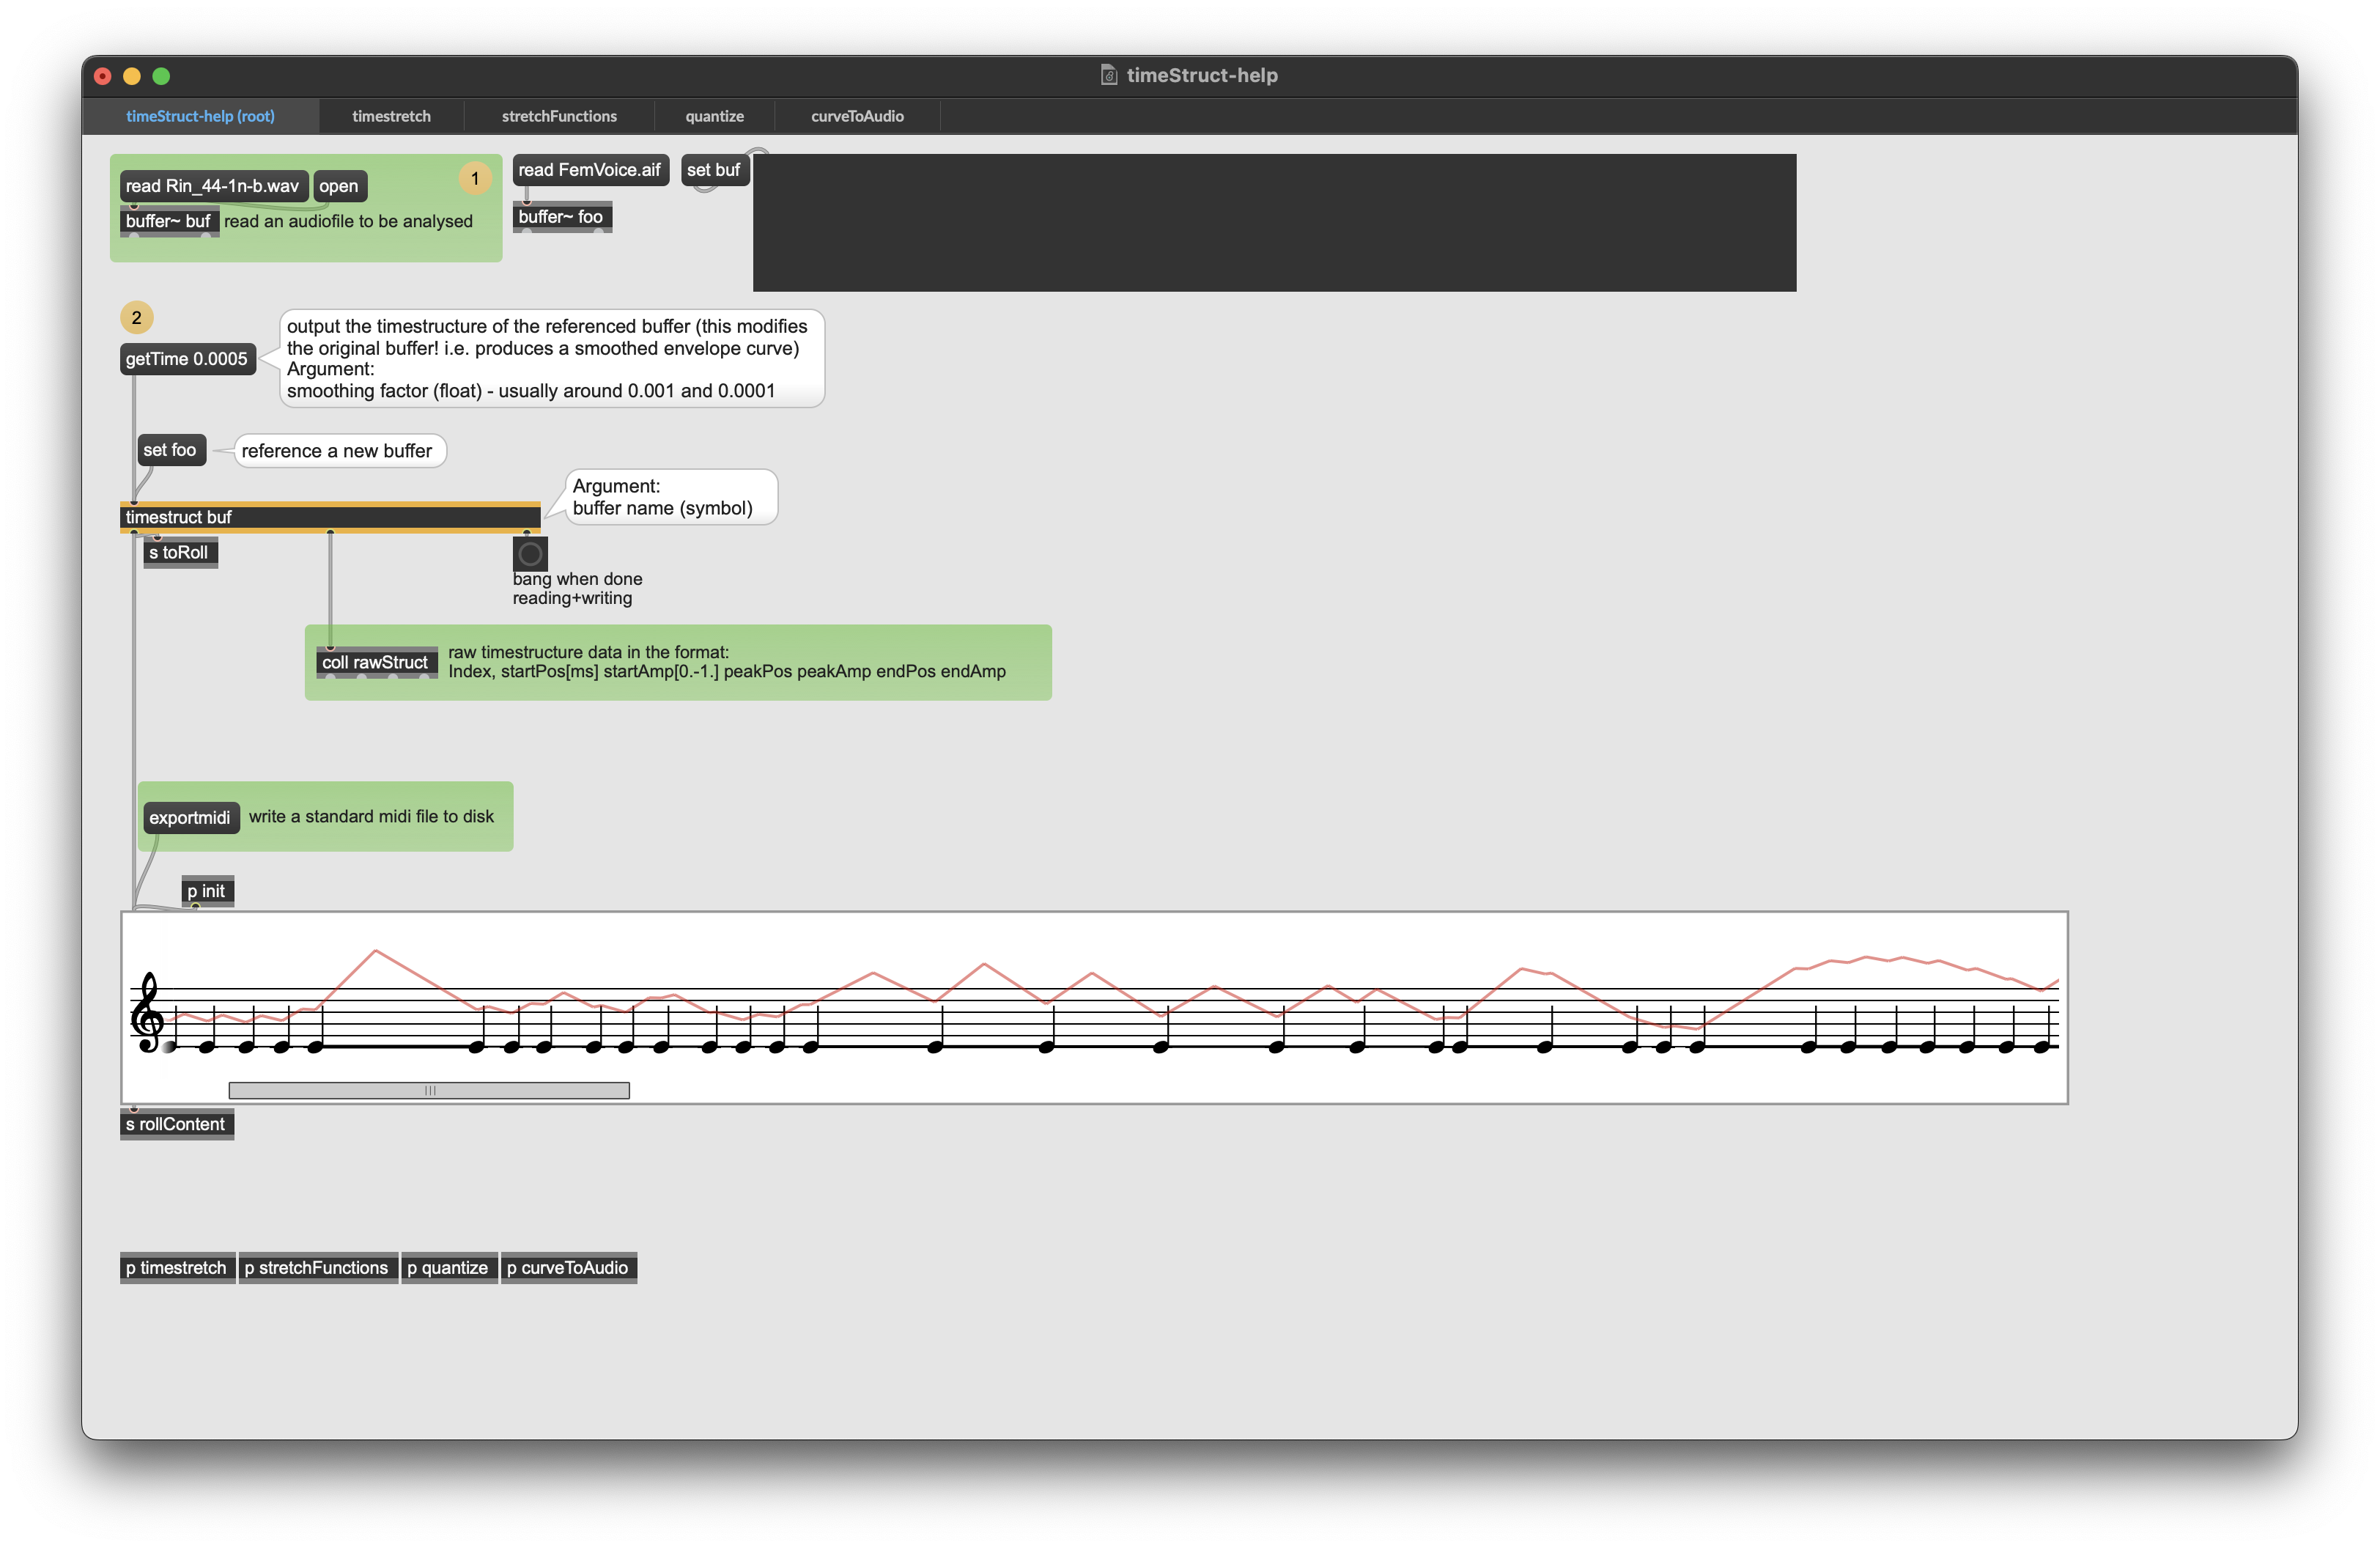 timeStruct-help
timeStruct-help (root)
timestretch
stretchFunctions
quantize
curveToAudio
read Rin_44-1n-b.wav
open
1
buffer~ buf
read an audiofile to be analysed
read FemVoice.aif
set buf
buffer~ foo
2
getTime 0.0005
output the timestructure of the referenced buffer (this modifies
the original buffer! i.e. produces a smoothed envelope curve)
Argument:
smoothing factor (float) - usually around 0.001 and 0.0001
set foo
reference a new buffer
Argument:
buffer name (symbol)
timestruct buf
s toRoll
bang when done
reading+writing
coll rawStruct
raw timestructure data in the format:
Index, startPos[ms] startAmp[0.-1.] peakPos peakAmp endPos endAmp
exportmidi
write a standard midi file to disk
p init
s rollContent
p timestretch
p stretchFunctions
p quantize
p curveToAudio